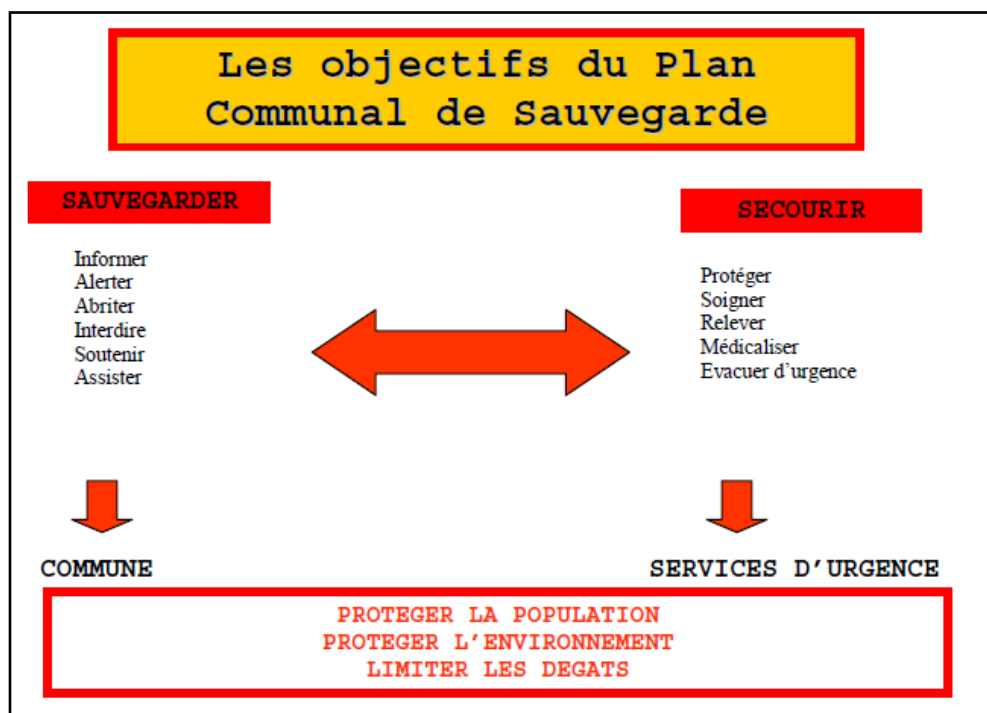 Les objectifs du Plan
Communal de Sauvegarde
SAUVEGARDER
Informer
Alerter
Abriter
Interdire
Soutenir
Assister
SECOURIR
Protéger
Soigner
Relever
Médicaliser
Evacuer d’urgence
COMMUNE
SERVICES D’URGENCE
PROTEGER LA POPULATION
PROTEGER L’ENVIRONNEMENT
LIMITER LES DEGATS